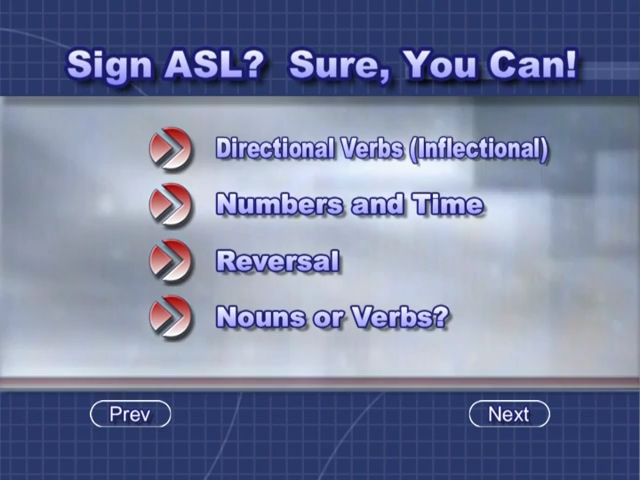 Sign ASL? Sure, You Can!
Directional Verbs (Inflectional)
Numbers and Time
Reversal
Nouns or Verbs?
Prev
Next